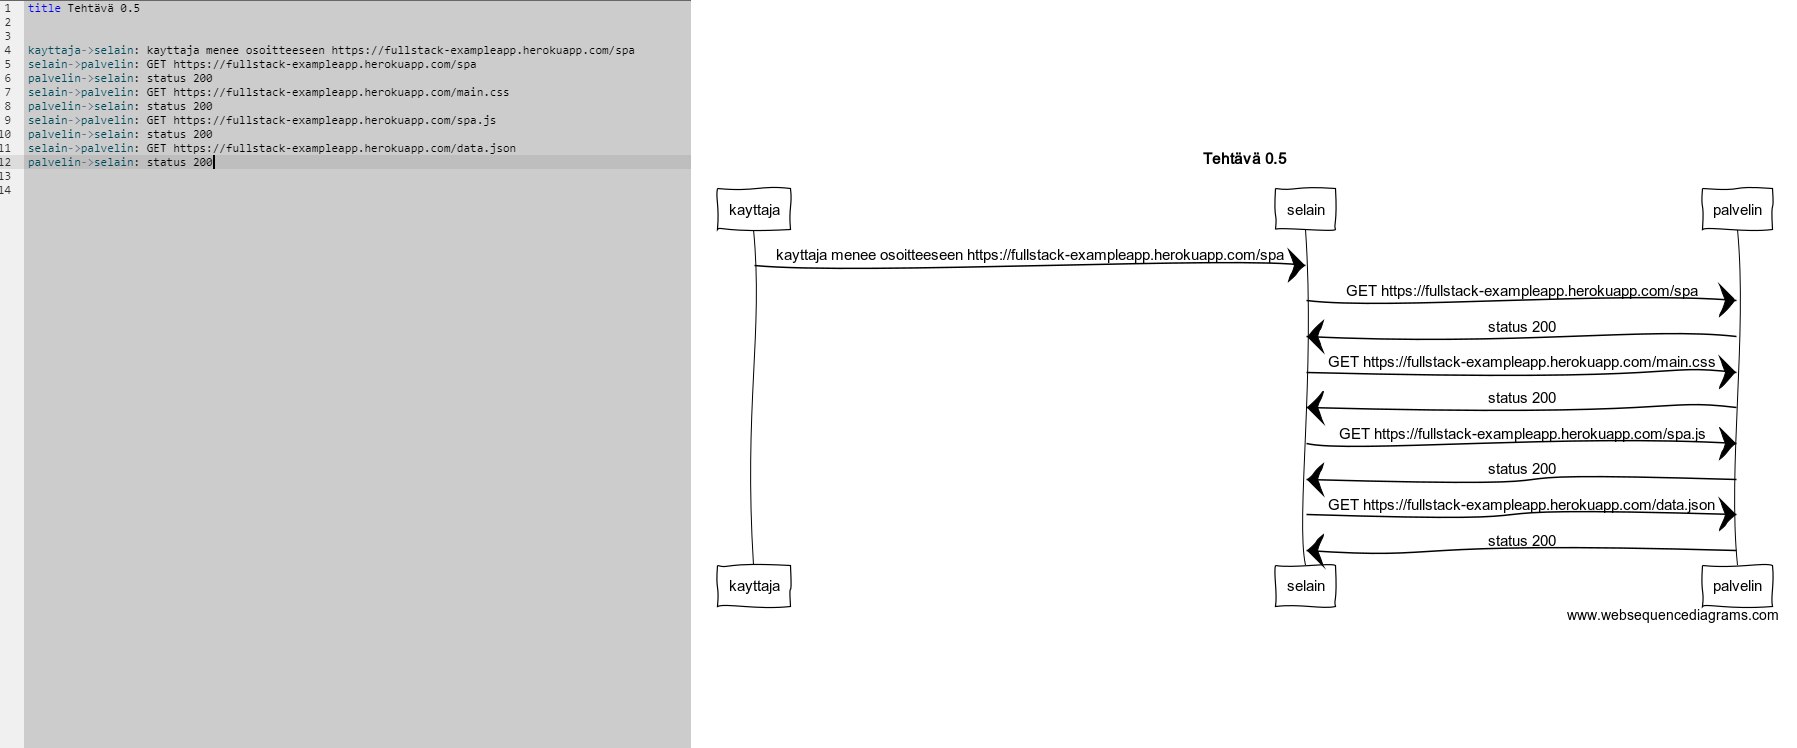 1 title Tehtävä 0.5
2
3
4 kayttaja->selain: kayttaja menee osoitteeseen https://fullstack-exampleapp.herokuapp.com/spa
5 selain->palvelin: GET https://fullstack-exampleapp.herokuapp.com/spa
6 palvelin->selain: status 200
7 selain->palvelin: GET https://fullstack-exampleapp.herokuapp.com/main.css
8 palvelin->selain: status 200
9 selain->palvelin: GET https://fullstack-exampleapp.herokuapp.com/spa.js
10 palvelin->selain: status 200
11 selain->palvelin: GET https://fullstack-exampleapp.herokuapp.com/data.json
12 palvelin->selain: status 200
13
14
Tehtävä 0.5
kayttaja selain palvelin
kayttaja menee osoitteeseen https://fullstack-exampleapp.herokuapp.com/spa
GET https://fullstack-exampleapp.herokuapp.com/spa
status 200
GET https://fullstack-exampleapp.herokuapp.com/main.css
status 200
GET https://fullstack-exampleapp.herokuapp.com/spa.js
status 200
GET https://fullstack-exampleapp.herokuapp.com/data.json
status 200
kayttaja selain palvelin
www.websequencediagrams.com